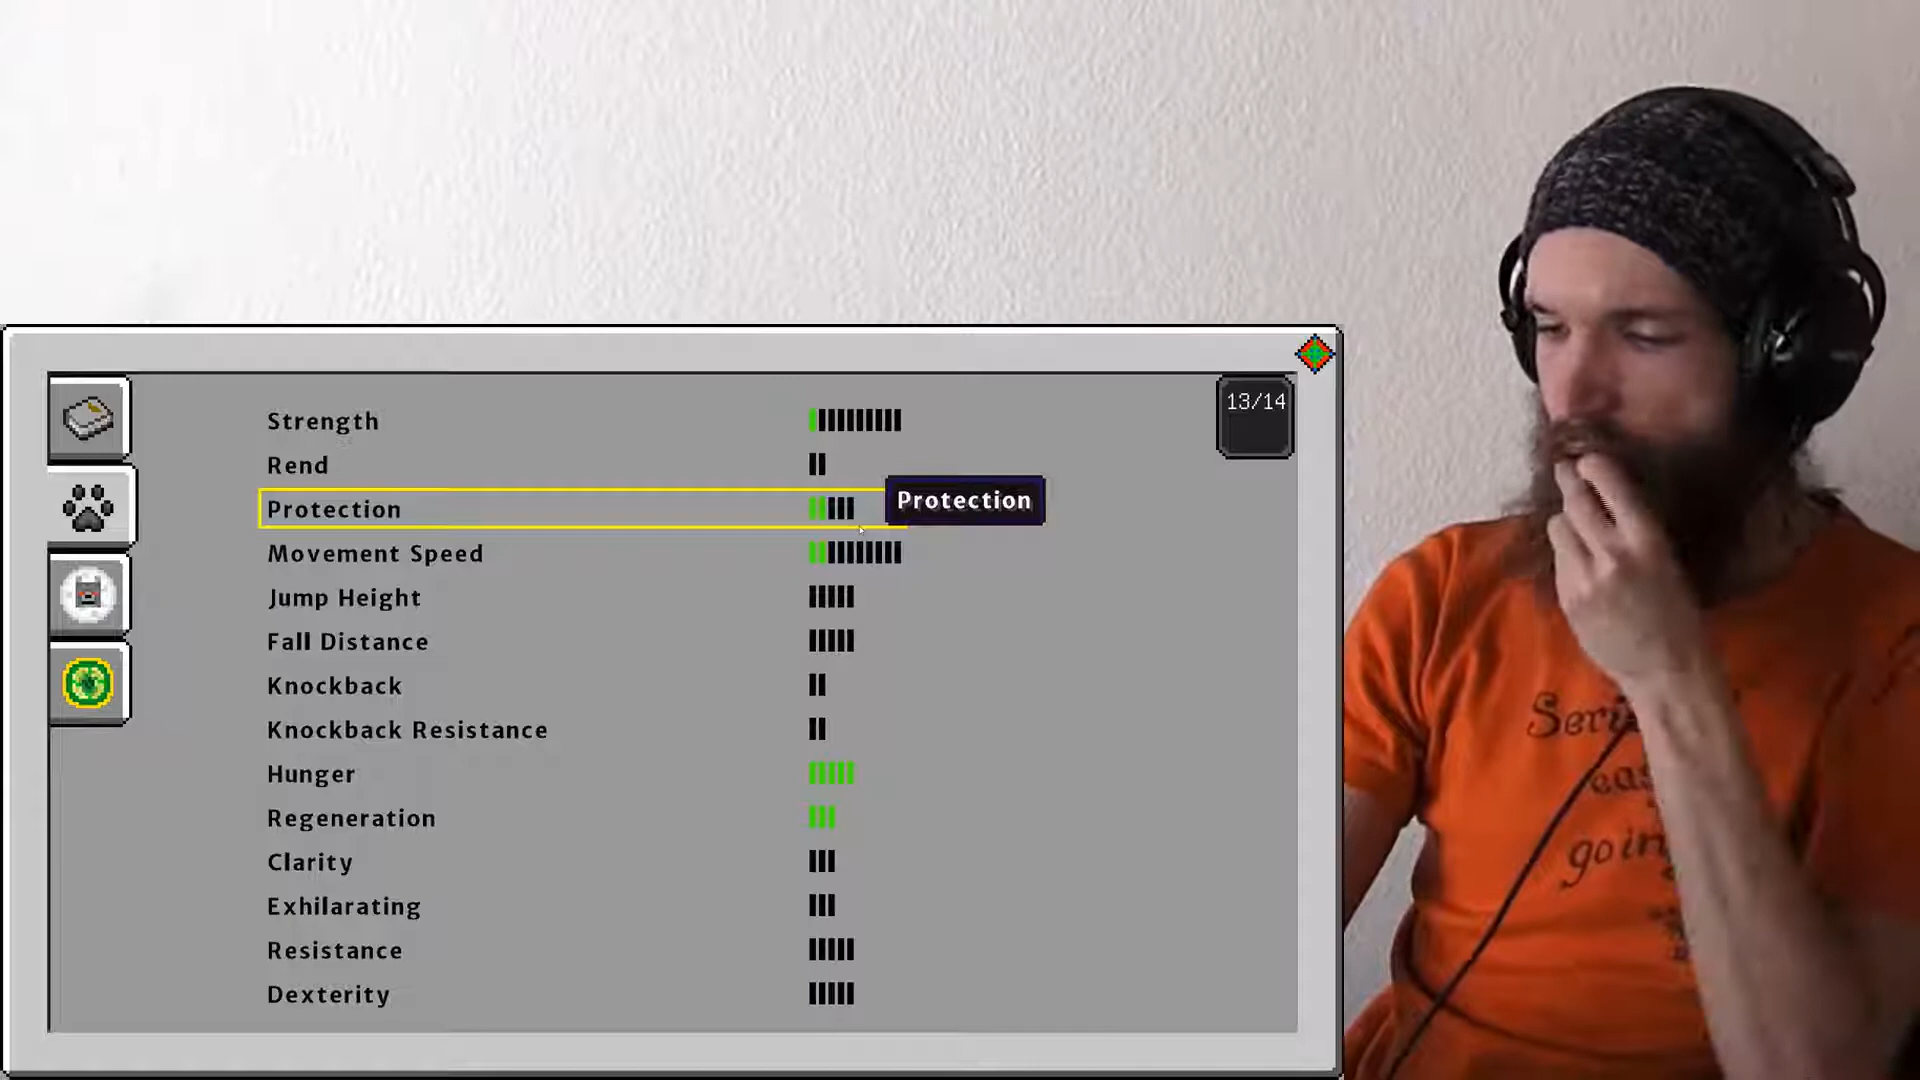 13/14
Strength
Rend
Protection
Protection
Movement Speed
Jump Height
Fall Distance
Knockback
Knockback Resistance
Hunger
Regeneration
Clarity
Exhilarating
Resistance
Dexterity